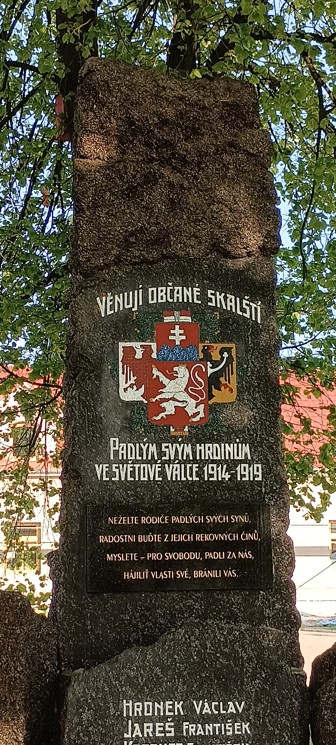 VĚNUJÍ OBČANÉ SKALŠTÍ
PADLÝM SVÝM HRDINŮM
VE SVĚTOVÉ VÁLCE 1914-1919
NEŽELTE RODIČE PADLÝCH SVÝCH SYNŮ,
RADOSTNI BUĎTE Z JEJICH REKOVNÝCH ČINŮ,
MYSLETE – PRO SVOBODU, PADLI ZA NÁS,
HÁJILIŤ VLASTI SVÉ, BRÁNILI VÁS.
HRONEK VÁCLAV
JAREŠ FRANTIŠEK